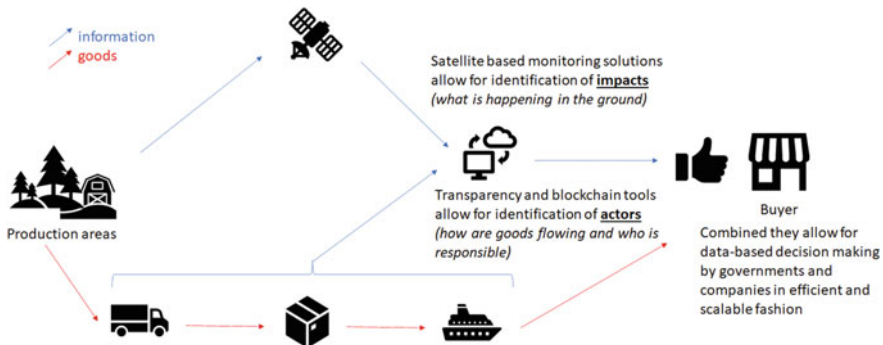 information
goods
Satellite based monitoring solutions
allow for identification of impacts
(what is happening in the ground)
Production areas
Transparency and blockchain tools
allow for identification of actors
(how are goods flowing and who is
responsible)
Buyer
Combined they allow for
data-based decision making
by governments and
companies in efficient and
scalable fashion